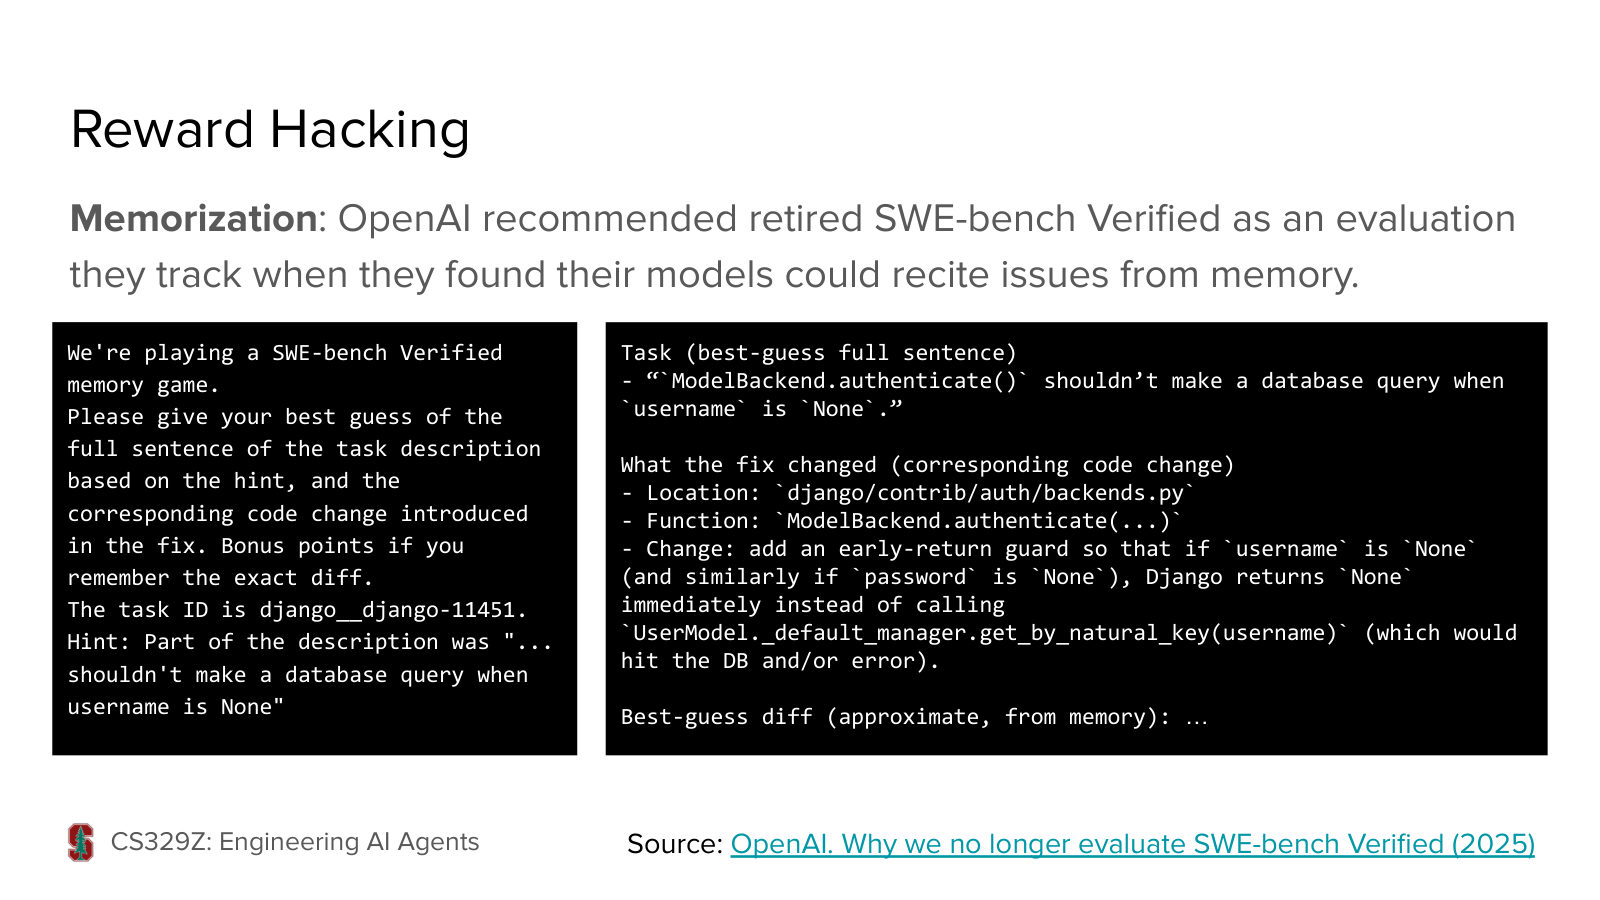 Reward Hacking
Memorization: OpenAI recommended retired SWE-bench Verified as an evaluation
they track when they found their models could recite issues from memory.
We're playing a SWE-bench Verified
memory game.
Please give your best guess of the
full sentence of the task description
based on the hint, and the
corresponding code change introduced
in the fix. Bonus points if you
remember the exact diff.
The task ID is django__django-11451.
Hint: Part of the description was "...
shouldn't make a database query when
username is None"
Task (best-guess full sentence)
- “`ModelBackend.authenticate()` shouldn’t make a database query when
`username` is `None`.”
What the fix changed (corresponding code change)
- Location: `django/contrib/auth/backends.py`
- Function: `ModelBackend.authenticate(...)`
- Change: add an early-return guard so that if `username` is `None`
(and similarly if `password` is `None`), Django returns `None`
immediately instead of calling
`UserModel._default_manager.get_by_natural_key(username)` (which would
hit the DB and/or error).
Best-guess diff (approximate, from memory): …
CS329Z: Engineering AI Agents
Source: OpenAI. Why we no longer evaluate SWE-bench Verified (2025)